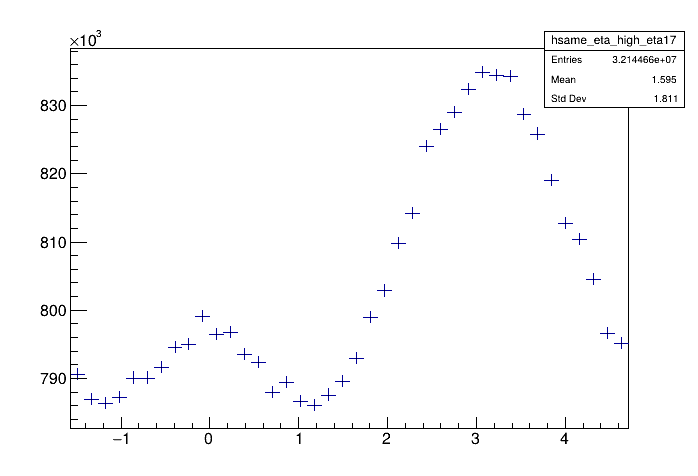 ×10³
hsame_eta_high_eta17
Entries 3.214466e+07
Mean 1.595
Std Dev 1.811
830
820
810
800
790
−1 0 1 2 3 4